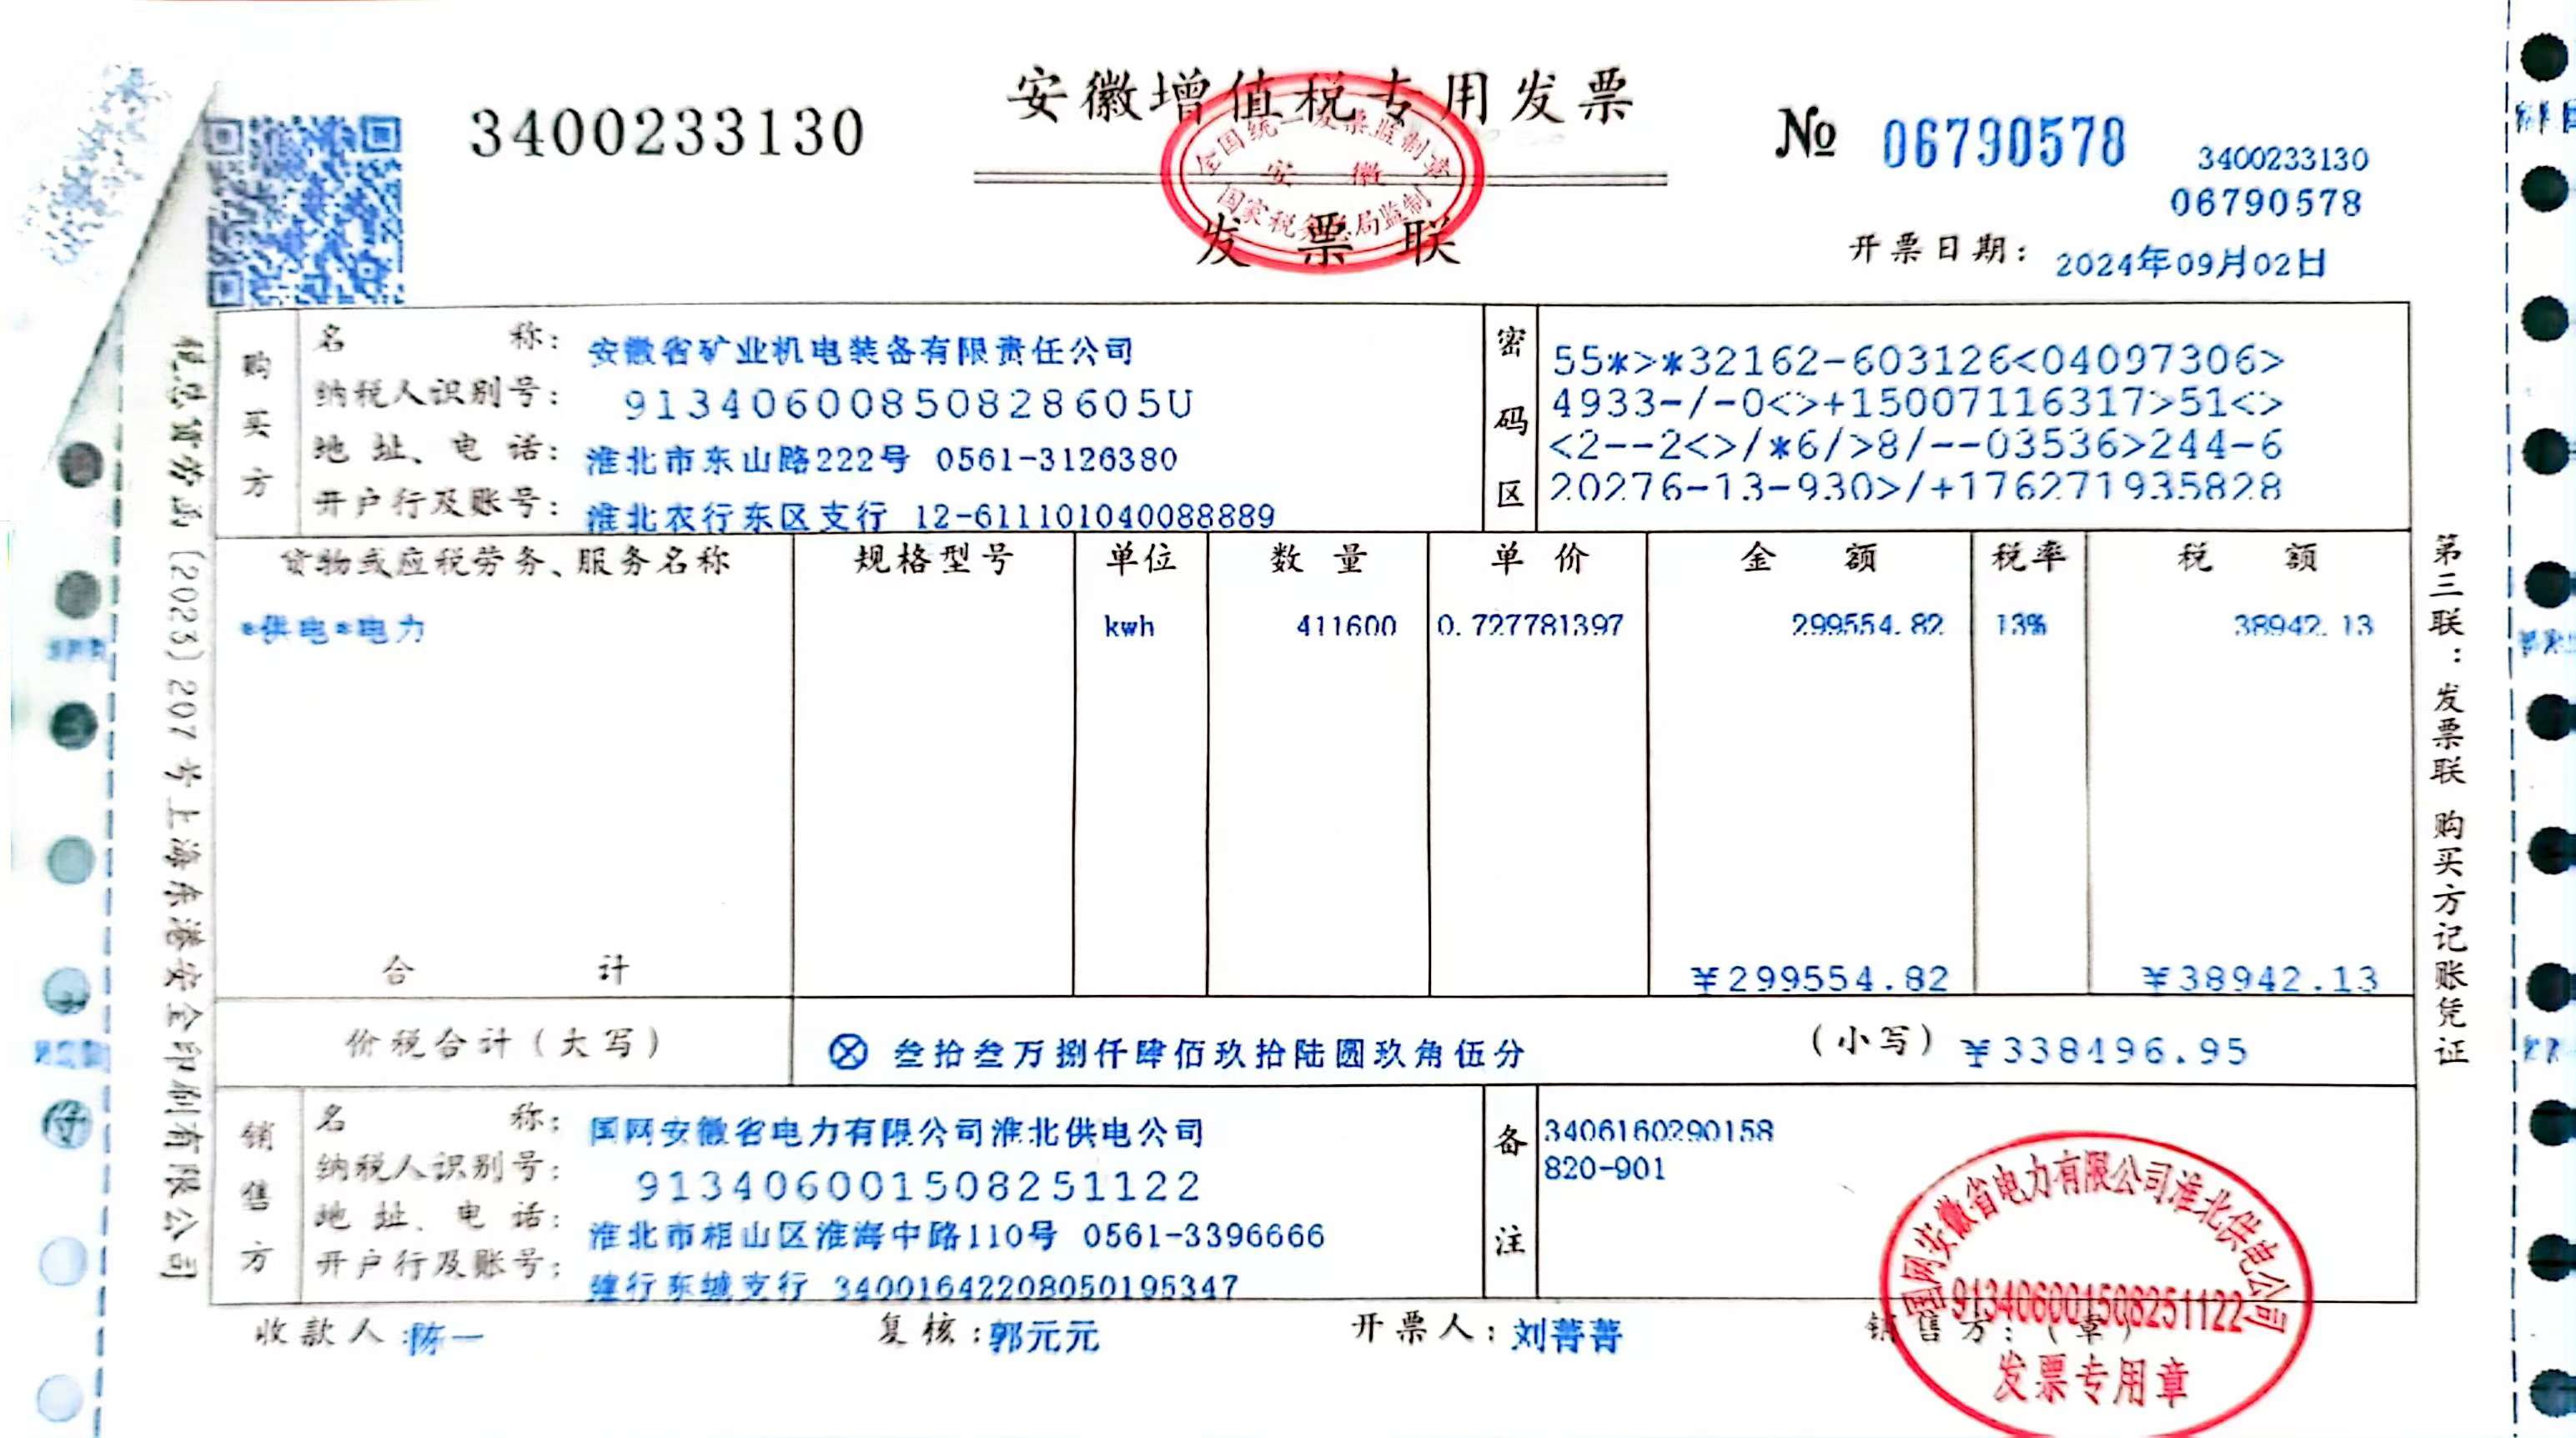 安徽增值税专用发票
3400233130
№ 06790578
3400233130
06790578
全国统一发票监制章
安徽
国家税务总局监制
发票联
开票日期：2024年09月02日
税总货劳函〔2023〕207号上海东港安全印刷有限公司
购买方
名称：安徽省矿业机电装备有限责任公司
纳税人识别号：91340600850828605U
地址、电话：淮北市东山路222号 0561-3126380
开户行及账号：淮北农行东区支行 12-611101040088889
密码区
55*>*32162-603126<04097306>
4933-/-0<>+15007116317>51<>
<2--2<>/*6/>8/--03536>244-6
20276-13-930>/+176271935828
货物或应税劳务、服务名称 规格型号 单位 数量 单价 金额 税率 税额
*供电*电力 kwh 411600 0.727781397 299554.82 13% 38942.13
合计 ¥299554.82 ¥38942.13
价税合计（大写） ⊗叁拾叁万捌仟肆佰玖拾陆圆玖角伍分 （小写）¥338496.95
销售方
名称：国网安徽省电力有限公司淮北供电公司
纳税人识别号：913406001508251122
地址、电话：淮北市相山区淮海中路110号 0561-3396666
开户行及账号：建行东城支行 34001642208050195347
备注
3406160290158
820-901
收款人：陈一 复核：郭元元 开票人：刘菁菁 销售方：（章）
国网安徽省电力有限公司淮北供电公司
913406001508251122
发票专用章
第三联：发票联 购买方记账凭证